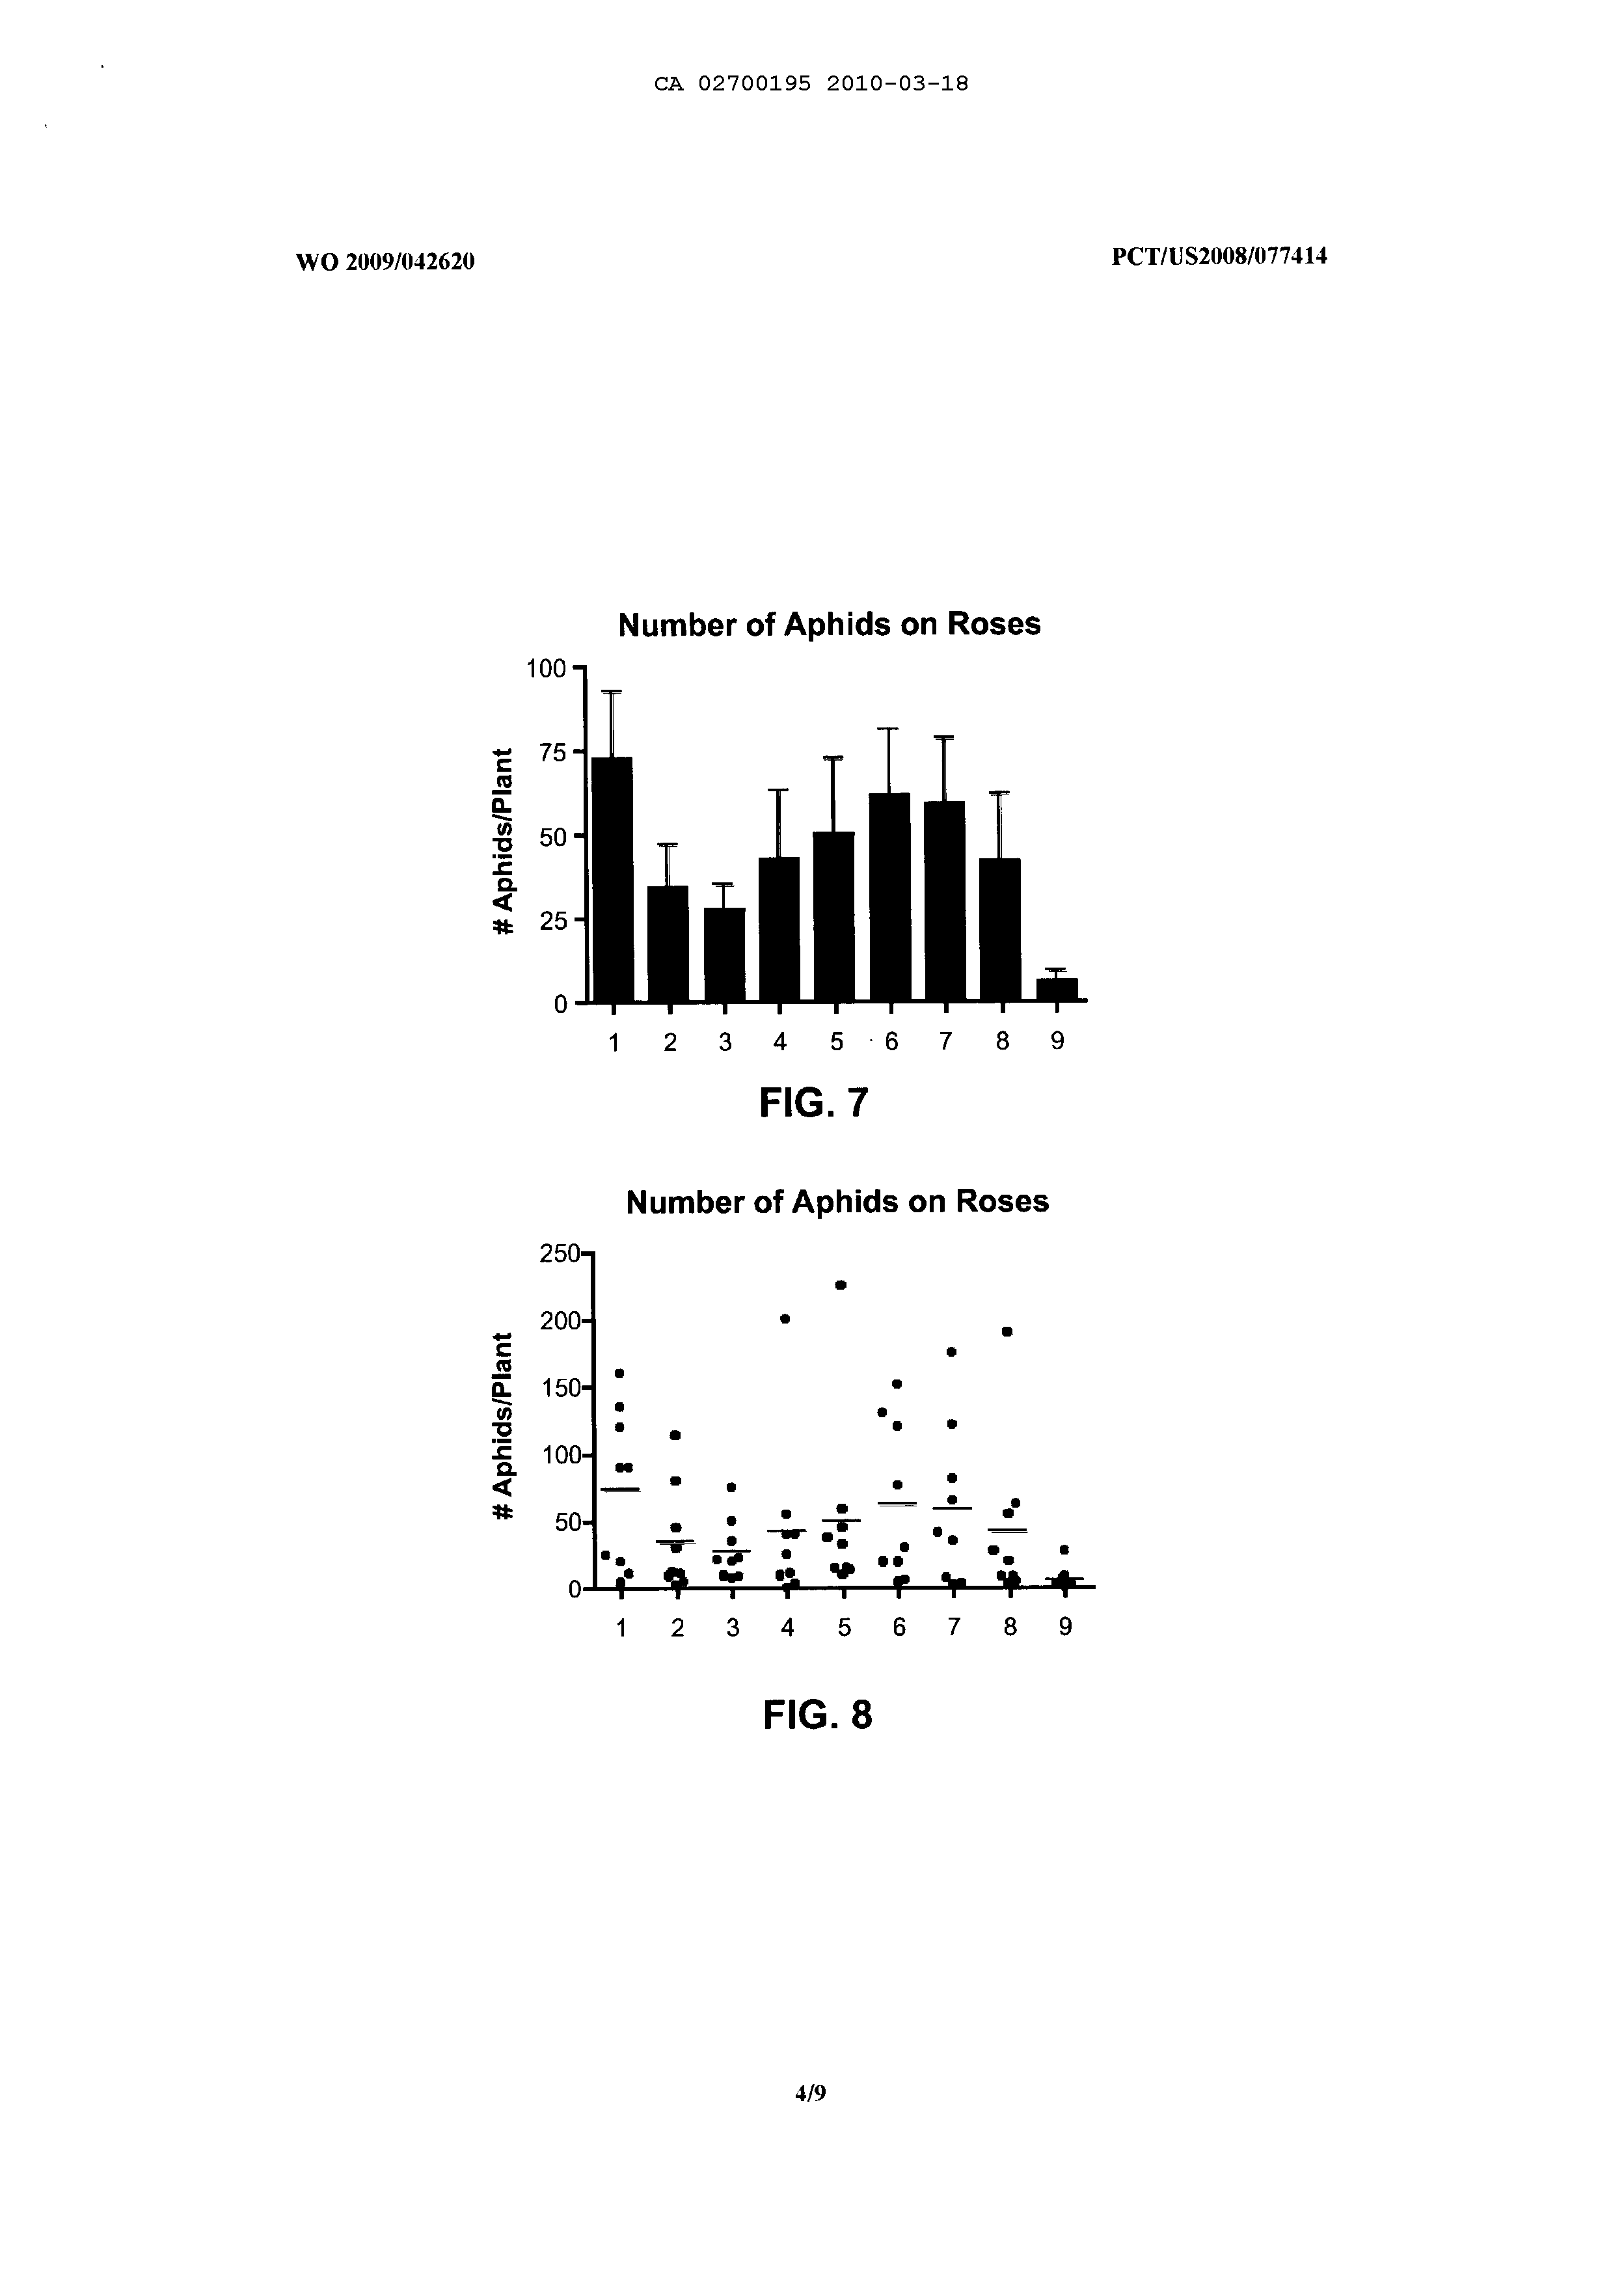 CA 02700195 2010-03-18
WO 2009/042620
PCT/US2008/077414
Number of Aphids on Roses
# Aphids/Plant
100
75
50
25
0
1 2 3 4 5 6 7 8 9
FIG. 7
Number of Aphids on Roses
# Aphids/Plant
250
200
150
100
50
0
1 2 3 4 5 6 7 8 9
FIG. 8
4/9